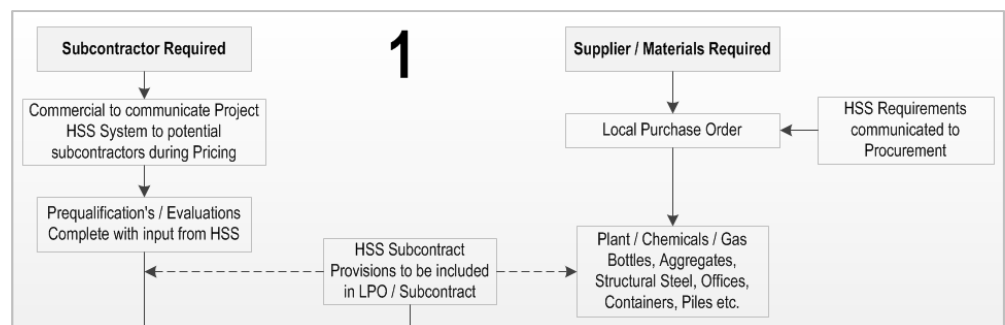 1
Subcontractor Required
Supplier / Materials Required
Commercial to communicate Project
HSS System to potential
subcontractors during Pricing
Local Purchase Order
HSS Requirements
communicated to
Procurement
Prequalification's / Evaluations
Complete with input from HSS
HSS Subcontract
Provisions to be included
in LPO / Subcontract
Plant / Chemicals / Gas
Bottles, Aggregates,
Structural Steel, Offices,
Containers, Piles etc.